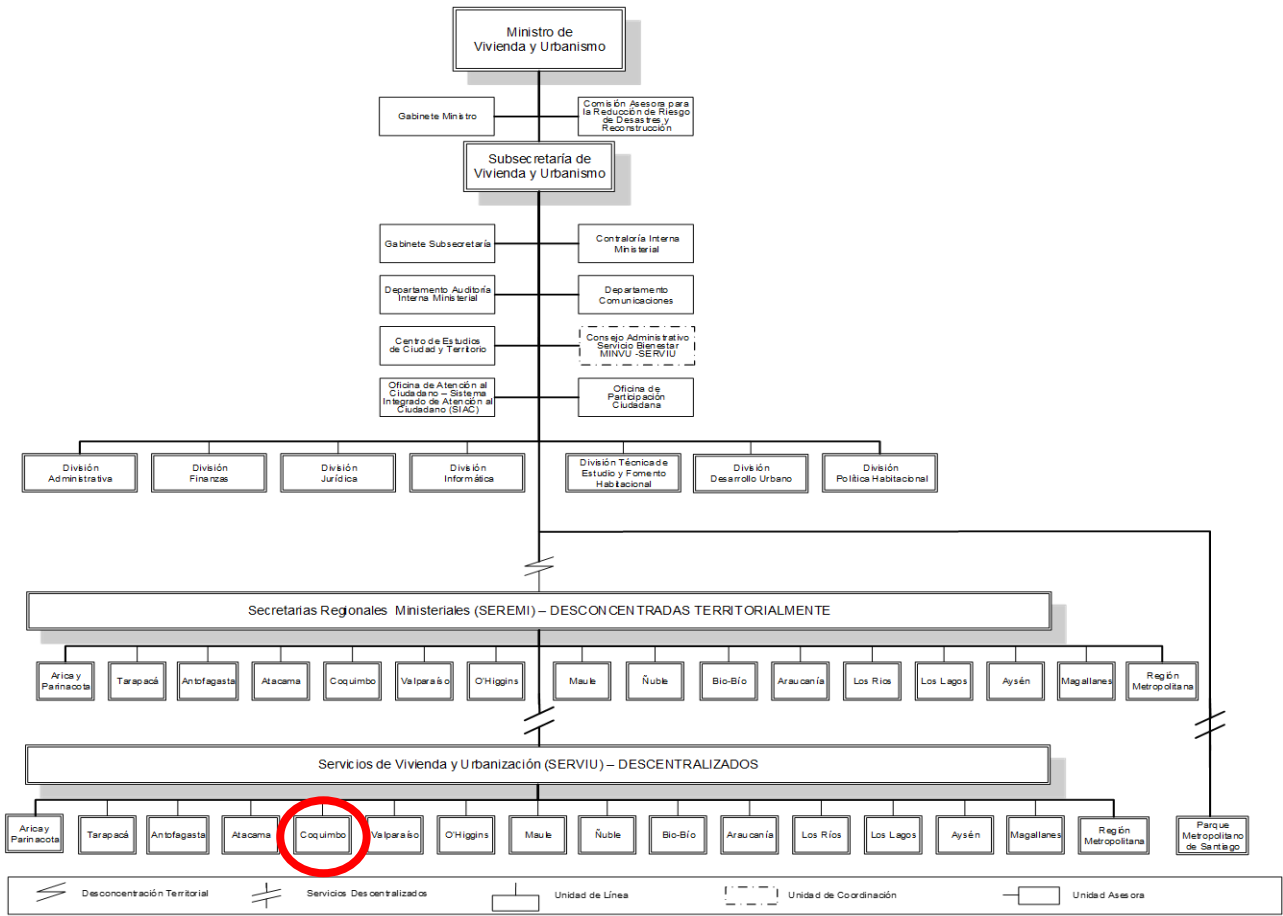 Ministro de
Vivienda y Urbanismo
Gabinete Ministro
Comisión Asesora para
la Reducción de Riesgo
de Desastres y
Reconstrucción
Subsecretaría de
Vivienda y Urbanismo
Gabinete Subsecretaría
Contraloría Interna
Ministerial
Departamento Auditoría
Interna Ministerial
Departamento
Comunicaciones
Centro de Estudios
de Ciudad y Territorio
Consejo Administrativo
Servicio Bienestar
MINVU -SERVIU
Oficina de Atención al
Ciudadano – Sistema
Integrado de Atención al
Ciudadano (SIAC)
Oficina de
Participación
Ciudadana
División
Administrativa
División
Finanzas
División
Jurídica
División
Informática
División Técnica de
Estudio y Fomento
Habitacional
División
Desarrollo Urbano
División
Política Habitacional
Secretarias Regionales Ministeriales (SEREMI) – DESCONCENTRADAS TERRITORIALMENTE
Arica y
Parinacota
Tarapacá
Antofagasta
Atacama
Coquimbo
Valparaíso
O'Higgins
Maule
Ñuble
Bio-Bío
Araucanía
Los Rios
Los Lagos
Aysén
Magallanes
Región
Metropolitana
Servicios de Vivienda y Urbanización (SERVIU) – DESCENTRALIZADOS
Arica y
Parinacota
Tarapacá
Antofagasta
Atacama
Coquimbo
Valparaíso
O'Higgins
Maule
Ñuble
Bio-Bío
Araucanía
Los Ríos
Los Lagos
Aysén
Magallanes
Región
Metropolitana
Parque
Metropolitano
de Santiago
Desconcentración Territorial
Servicios Descentralizados
Unidad de Línea
Unidad de Coordinación
Unidad Asesora